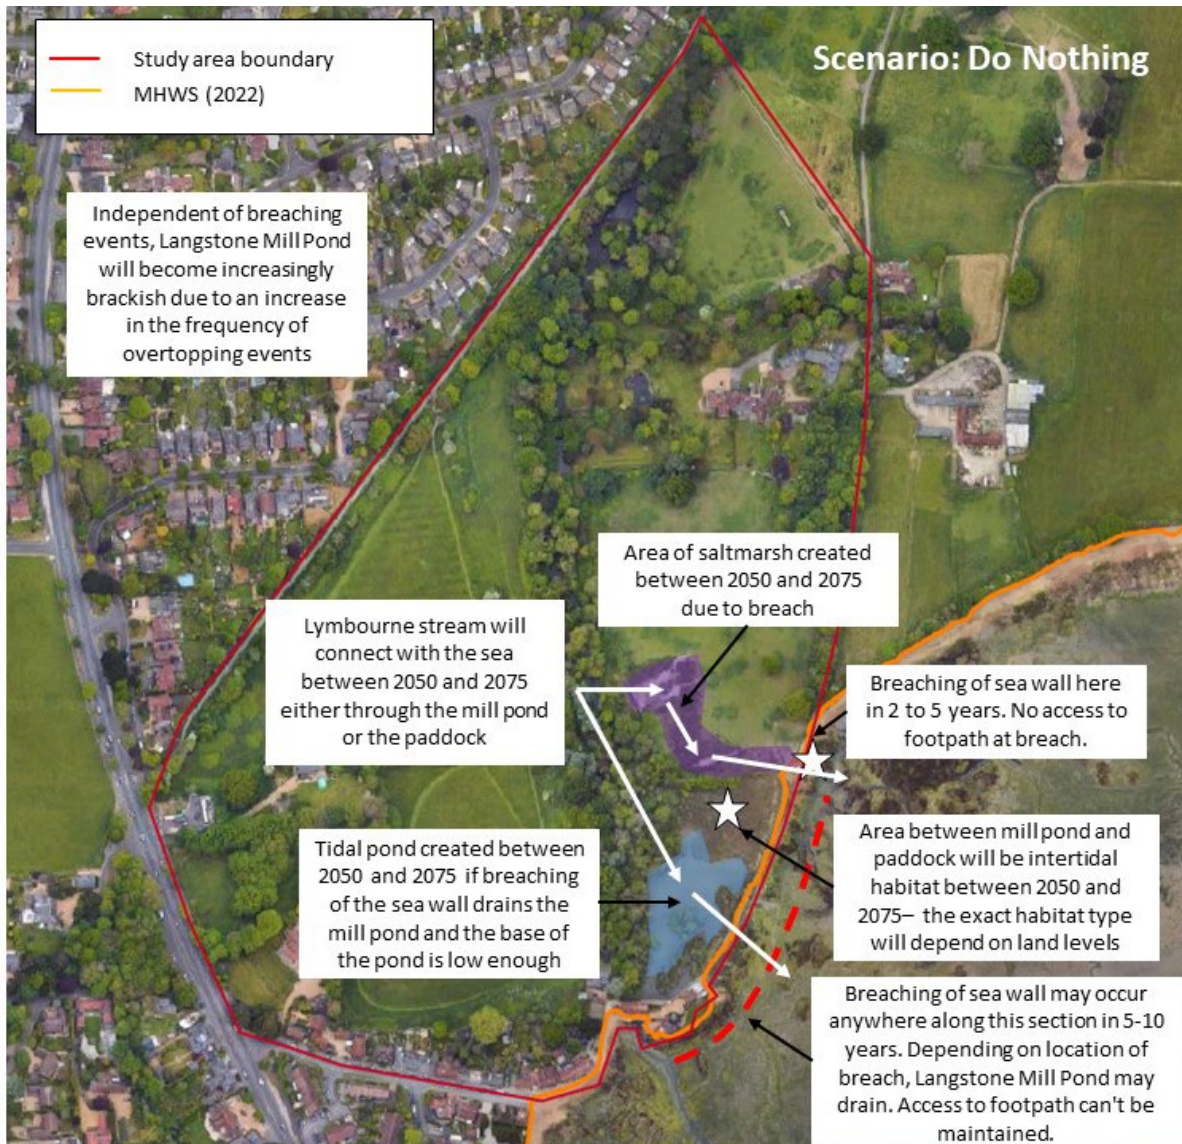 Scenario: Do Nothing
Study area boundary
MHWS (2022)
Independent of breaching
events, Langstone Mill Pond
will become increasingly
brackish due to an increase
in the frequency of
overtopping events
Area of saltmarsh created
between 2050 and 2075
due to breach
Lymbourne stream will
connect with the sea
between 2050 and 2075
either through the mill pond
or the paddock
Breaching of sea wall here
in 2 to 5 years. No access to
footpath at breach.
Tidal pond created between
2050 and 2075 if breaching
of the sea wall drains the
mill pond and the base of
the pond is low enough
Area between mill pond and
paddock will be intertidal
habitat between 2050 and
2075– the exact habitat type
will depend on land levels
Breaching of sea wall may occur
anywhere along this section in 5-10
years. Depending on location of
breach, Langstone Mill Pond may
drain. Access to footpath can't be
maintained.